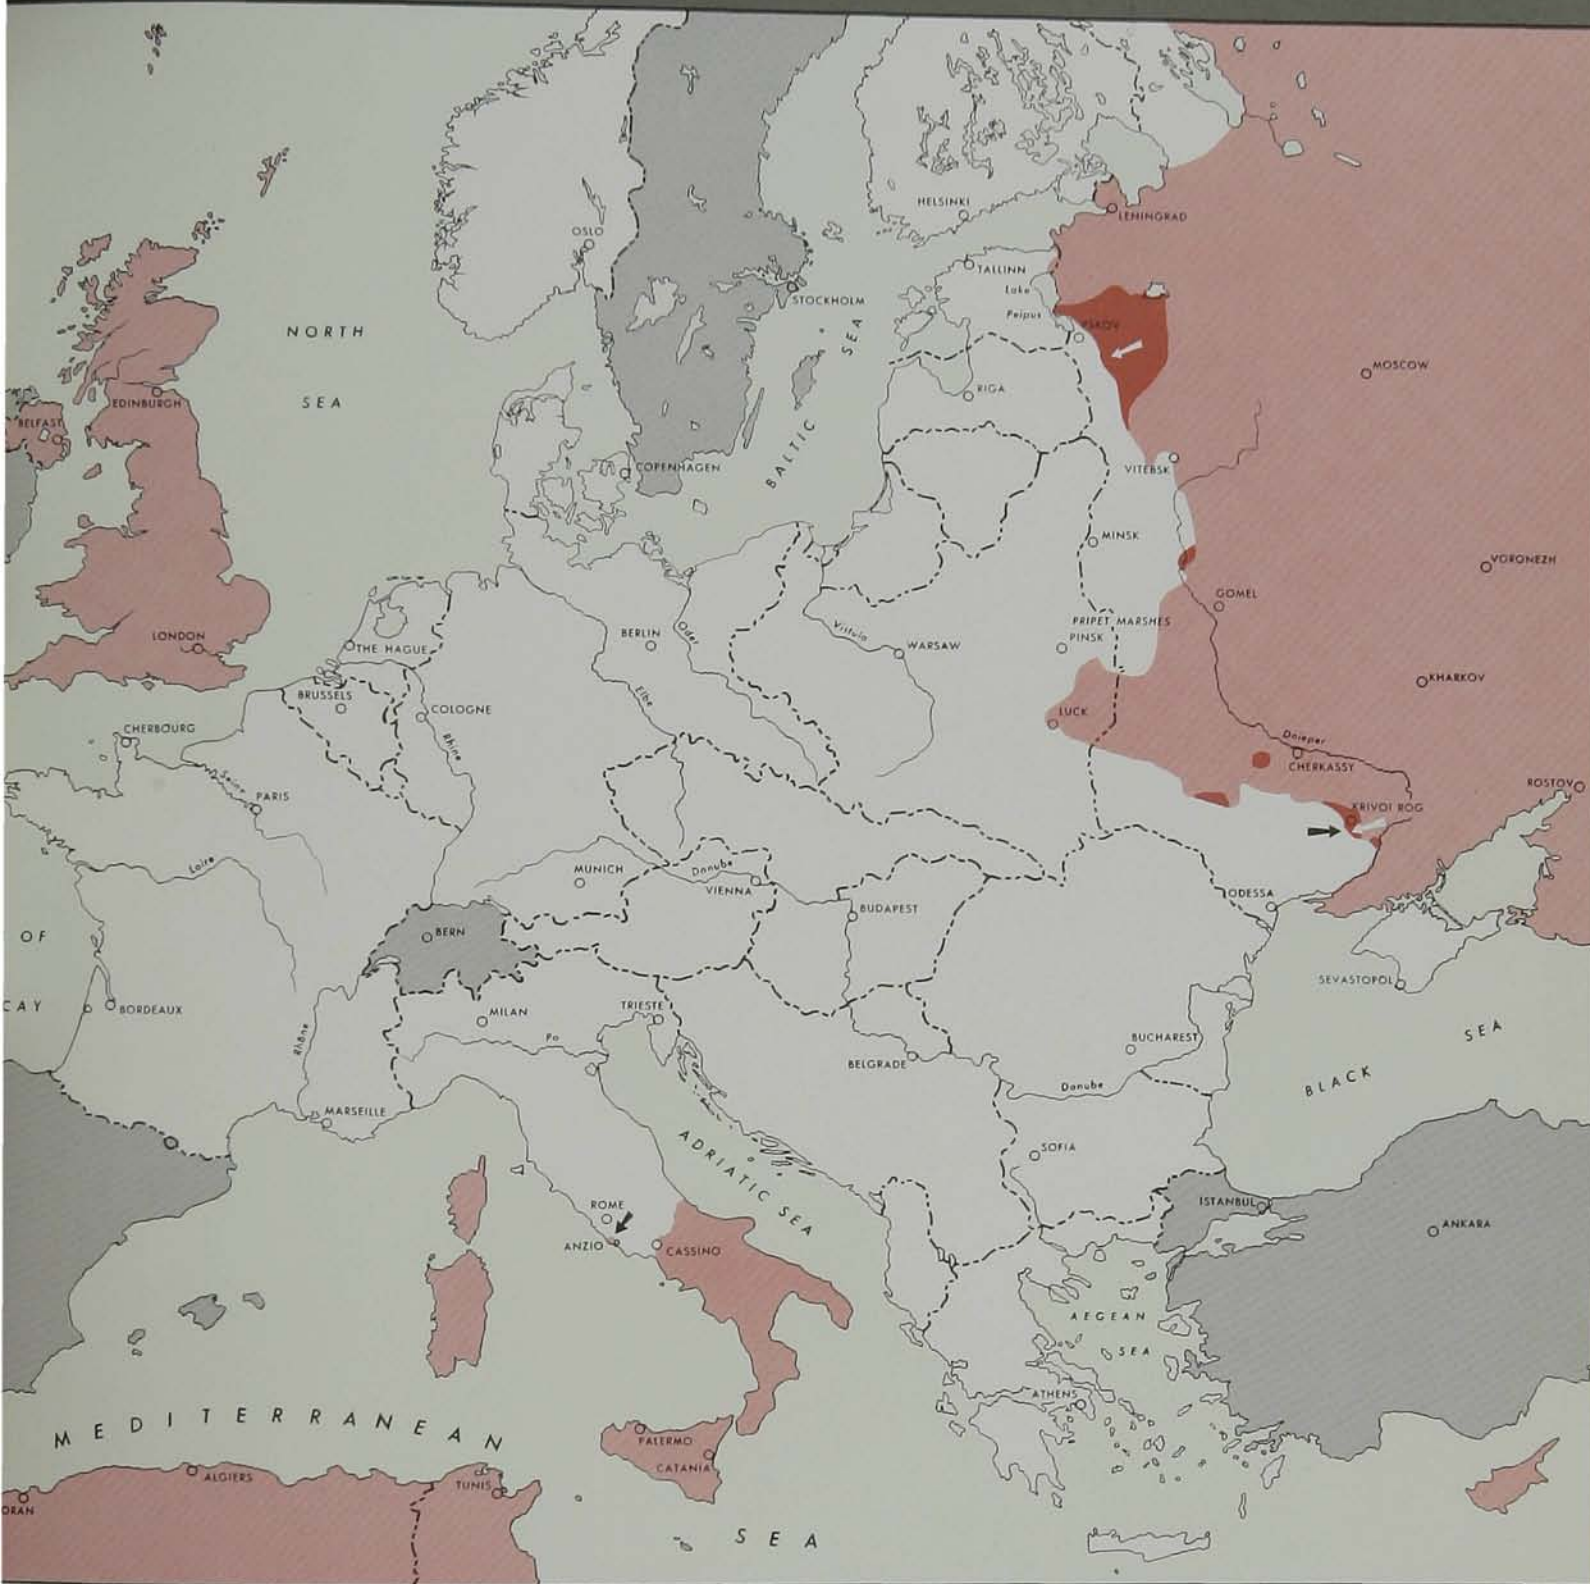 HELSINKI
LENINGRAD
OSLO
TALLINN
Lake
Peipus
STOCKHOLM
NORTH
SEA
BALTIC SEA
PSKOV
MOSCOW
RIGA
EDINBURGH
BELFAST
COPENHAGEN
VITEBSK
MINSK
VORONEZH
GOMEL
PRIPET MARSHES
PINSK
LONDON
THE HAGUE
BERLIN
Oder
Vistula
WARSAW
BRUSSELS
COLOGNE
Elbe
KHARKOV
LUCK
CHERBOURG
Rhine
Dnieper
CHERKASSY
Seine
PARIS
ROSTOV
KRIVOI ROG
Loire
MUNICH
Danube
VIENNA
BUDAPEST
ODESSA
OF
BERN
CAY
BORDEAUX
MILAN
TRIESTE
SEVASTOPOL
Rhône
Po
BELGRADE
BUCHAREST
Danube
BLACK SEA
MARSEILLE
ADRIATIC SEA
SOFIA
ROME
ANZIO
CASSINO
ISTANBUL
ANKARA
AEGEAN
SEA
ATHENS
MEDITERRANEAN
PALERMO
CATANIA
ALGIERS
TUNIS
ORAN
SEA